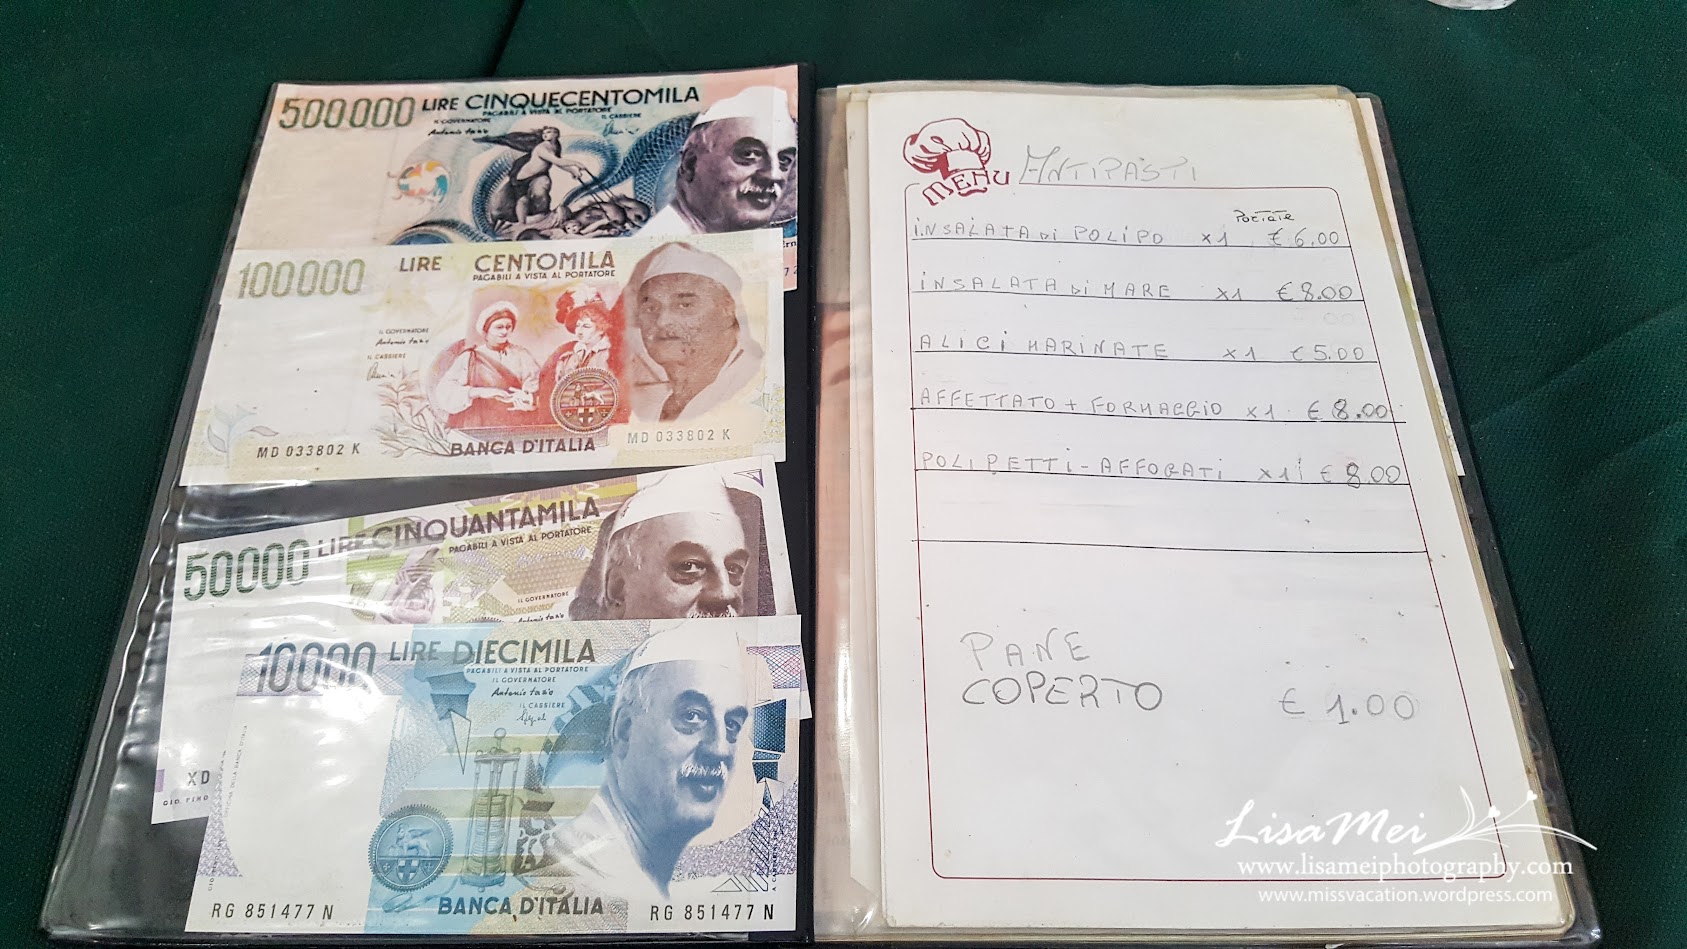 500000 LIRE CINQUECENTOMILA
PAGABILI A VISTA AL PORTATORE
IL GOVERNATORE
IL CASSIERE
100000 LIRE CENTOMILA
PAGABILI A VISTA AL PORTATORE
IL GOVERNATORE
IL CASSIERE
MD 033802 K
BANCA D'ITALIA
MD 033802 K
50000 LIRE CINQUANTAMILA
PAGABILI A VISTA AL PORTATORE
IL GOVERNATORE
XD
10000 LIRE DIECIMILA
PAGABILI A VISTA AL PORTATORE
IL GOVERNATORE
IL CASSIERE
RG 851477 N
BANCA D'ITALIA
RG 851477 N
MENU ANTIPASTI
PORTATE
INSALATA DI POLIPO X1 € 6.00
INSALATA DI MARE X1 € 8.00
ALICI MARINATE X1 € 5.00
AFFETTATO + FORMAGGIO X1 € 8.00
POLIPETTI-AFFOGATI X1 € 8.00
PANE
COPERTO € 1.00
LisaMei
www.lisameiphotography.com
www.missvacation.wordpress.com